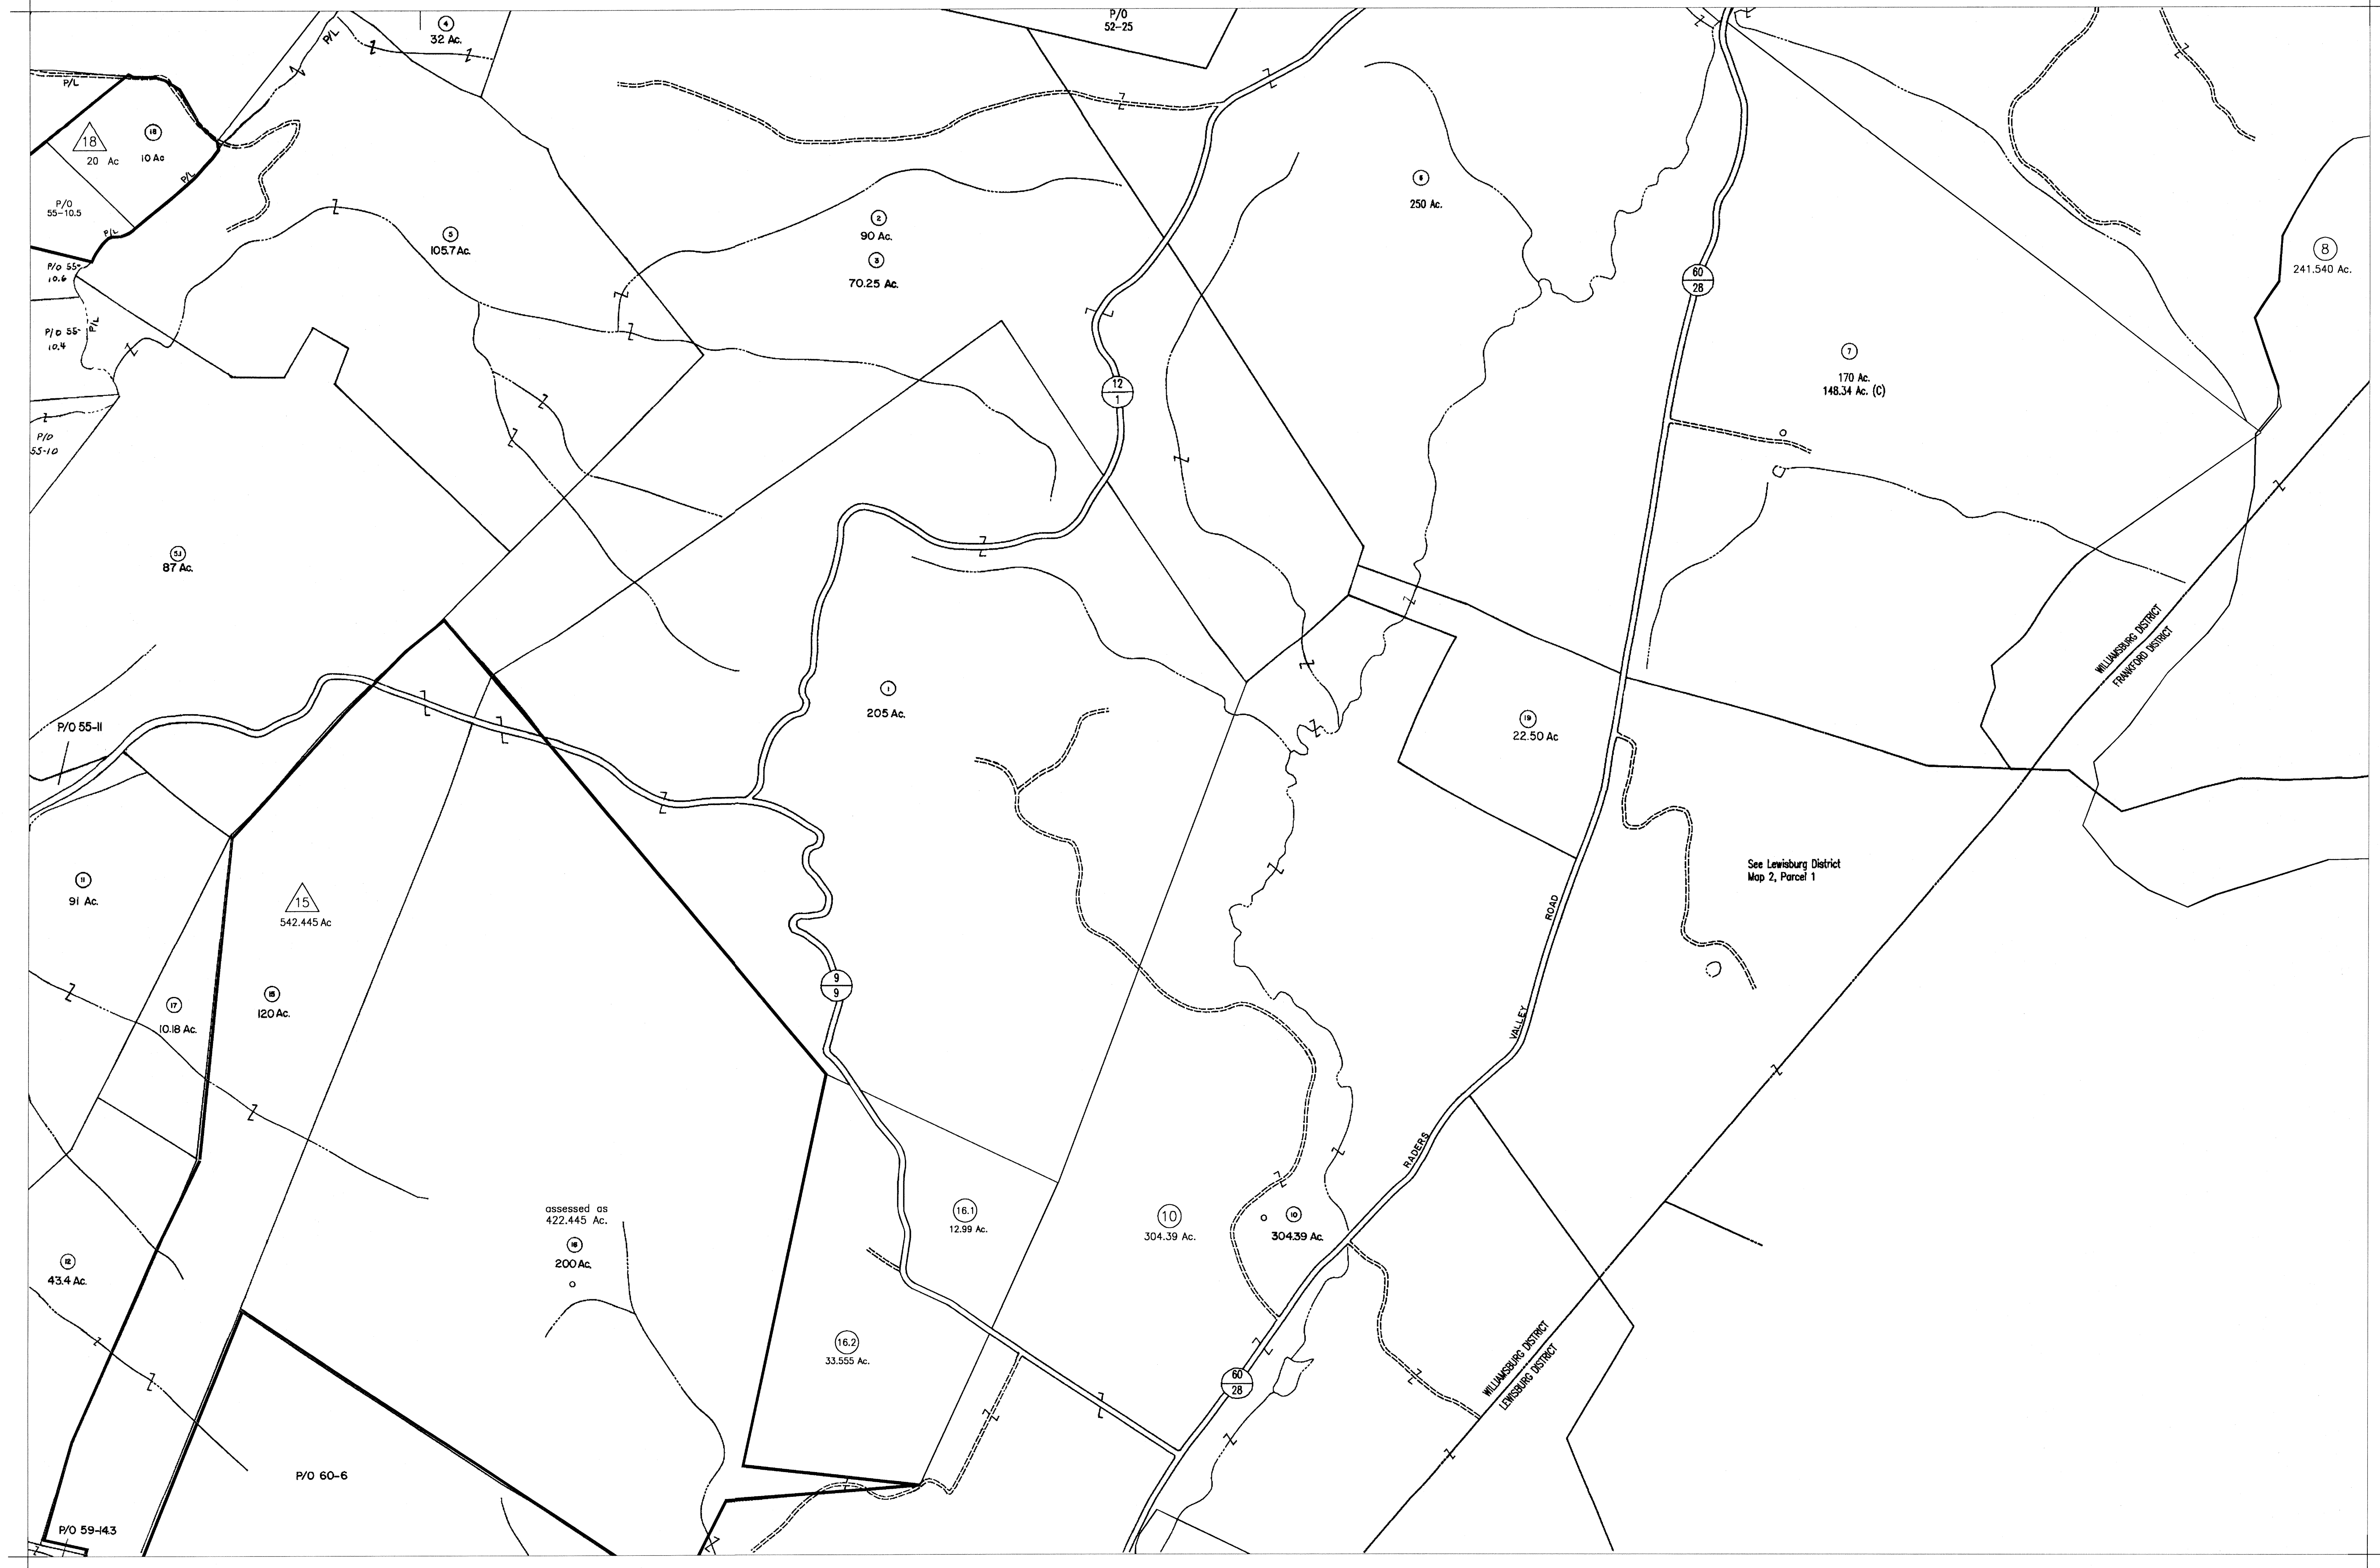 4
32 Ac.
P/O
52-25
P/L
P/L
18
20 Ac
18
10 Ac
P/L
P/O
55-10.5
P/L
P/O 55-
10.6
P/O 55-
10.4
P/L
P/O
55-10
5
105.7 Ac.
2
90 Ac.
3
70.25 Ac.
6
250 Ac.
60
28
8
241.540 Ac.
7
170 Ac.
148.34 Ac. (C)
12
1
5.1
87 Ac.
WILLIAMSBURG DISTRICT
FRANKFORD DISTRICT
P/O 55-11
1
205 Ac.
19
22.50 Ac
See Lewisburg District
Map 2, Parcel 1
11
91 Ac.
15
542.445 Ac
15
120 Ac.
17
10.18 Ac.
9
9
RADERS VALLEY ROAD
assessed as
422.445 Ac.
16
200 Ac.
16.1
12.99 Ac.
10
304.39 Ac.
10
304.39 Ac.
12
43.4 Ac.
16.2
33.555 Ac.
60
28
WILLIAMSBURG DISTRICT
LEWISBURG DISTRICT
P/O 60-6
P/O 59-14.3